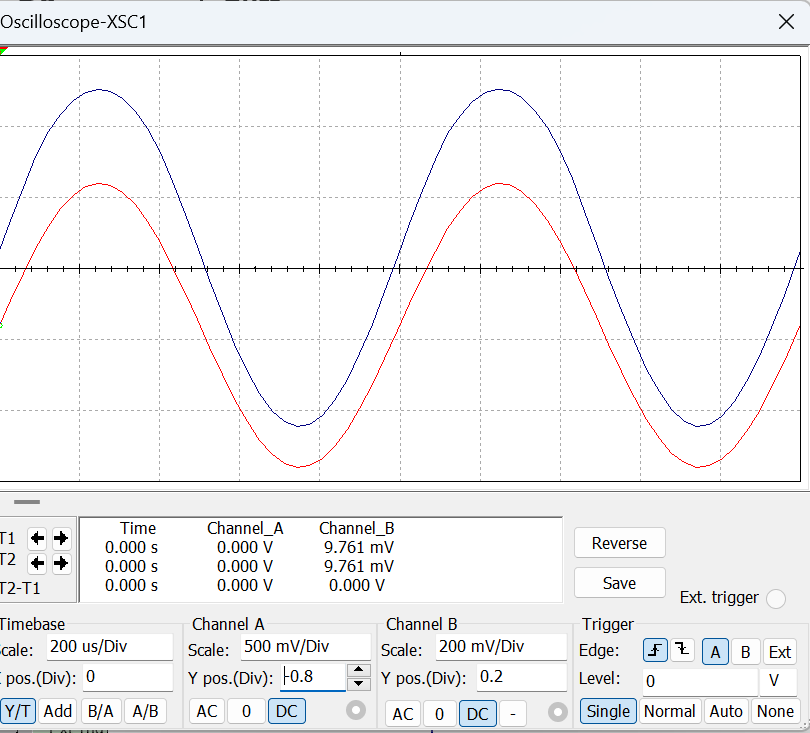 Oscilloscope-XSC1
Time Channel_A Channel_B
T1 0.000 s 0.000 V 9.761 mV
T2 0.000 s 0.000 V 9.761 mV
T2-T1 0.000 s 0.000 V 0.000 V
Reverse
Save
Ext. trigger
Timebase
cale: 200 us/Div
pos.(Div): 0
Y/T Add B/A A/B
Channel A
Scale: 500 mV/Div
Y pos.(Div): -0.8
AC 0 DC
Channel B
Scale: 200 mV/Div
Y pos.(Div): 0.2
AC 0 DC -
Trigger
Edge: A B Ext
Level: 0 V
Single Normal Auto None